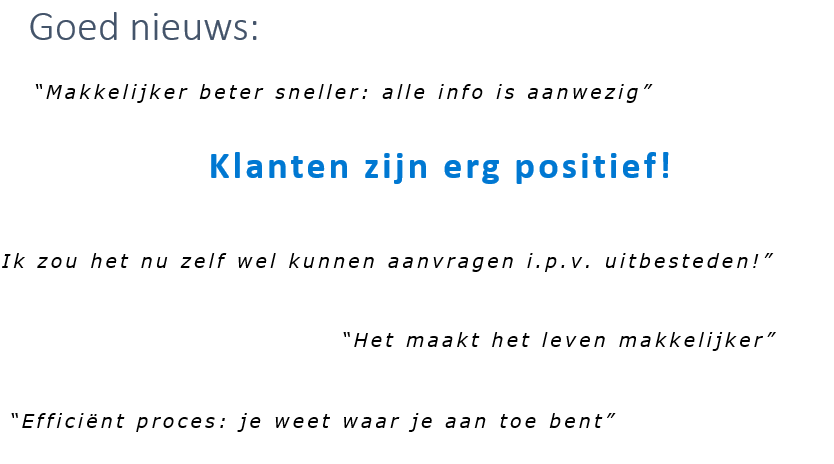 Goed nieuws:
“Makkelijker beter sneller: alle info is aanwezig”
Klanten zijn erg positief!
Ik zou het nu zelf wel kunnen aanvragen i.p.v. uitbesteden!”
“Het maakt het leven makkelijker”
“Efficiënt proces: je weet waar je aan toe bent”